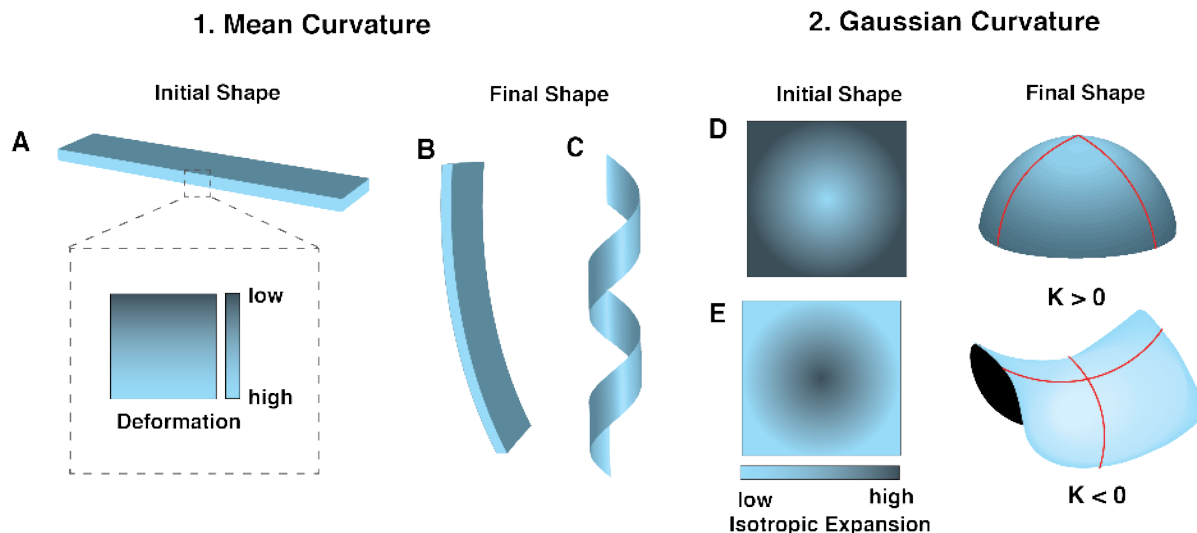 1. Mean Curvature
Initial Shape
Final Shape
A
B
C
low
high
Deformation
2. Gaussian Curvature
Initial Shape
Final Shape
D
K > 0
E
K < 0
low
high
Isotropic Expansion